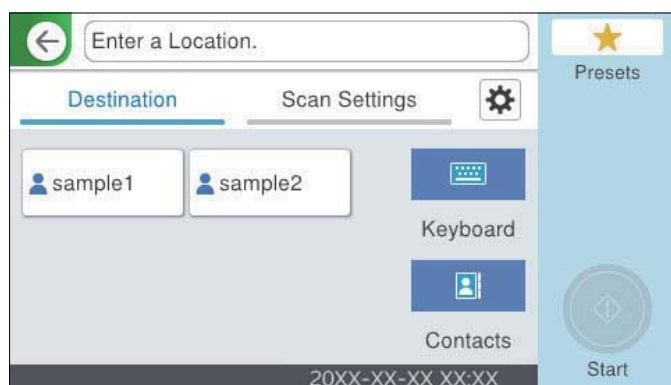 Enter a Location.
Presets
Destination
Scan Settings
sample1
sample2
Keyboard
Contacts
20XX-XX-XX XX:XX
Start